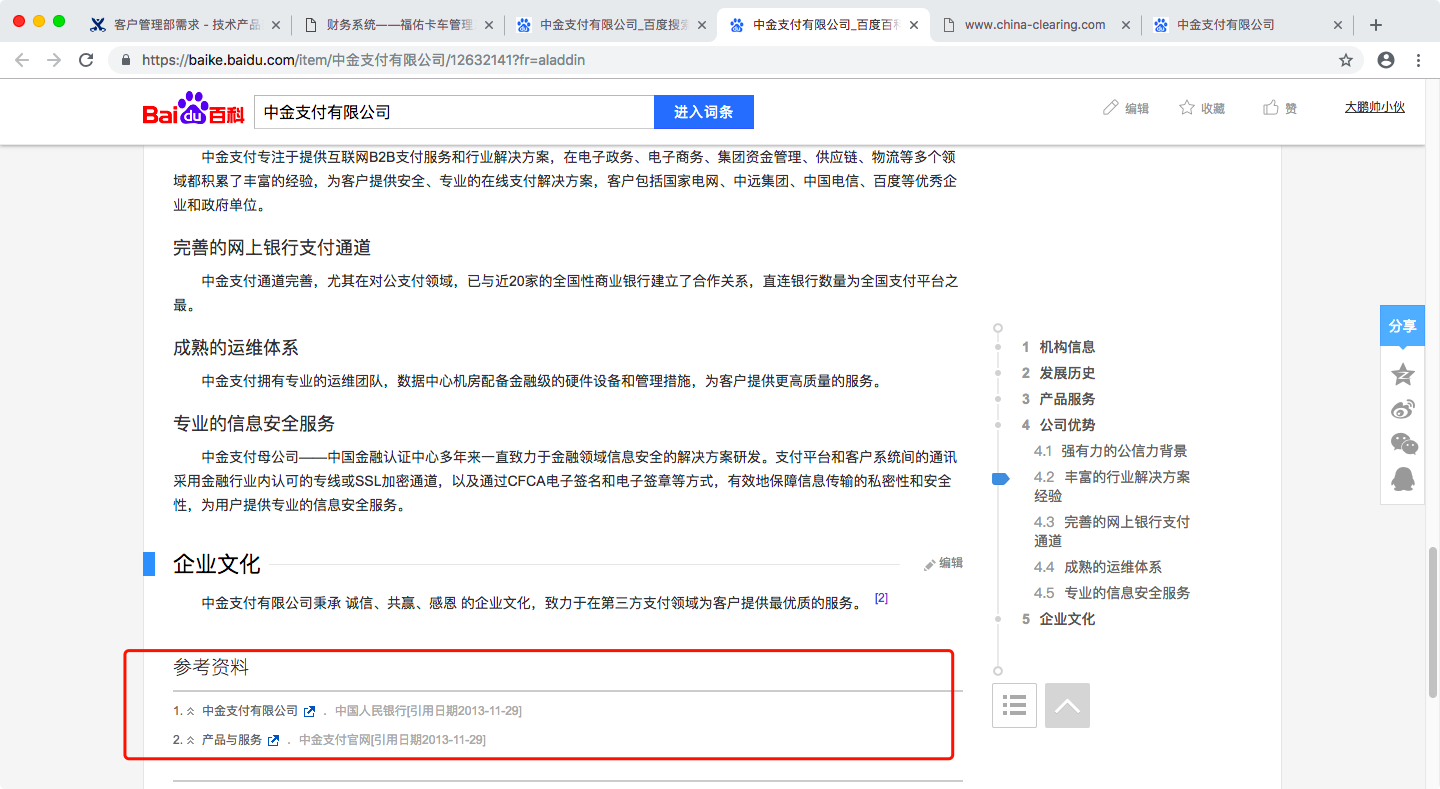 客户管理部需求 - 技术产品
财务系统——福佑卡车管理
中金支付有限公司_百度搜索
中金支付有限公司_百度百科
www.china-clearing.com
中金支付有限公司
https://baike.baidu.com/item/中金支付有限公司/12632141?fr=aladdin
Baidu百科
中金支付有限公司
进入词条
编辑
收藏
赞
大鹏帅小伙
中金支付专注于提供互联网B2B支付服务和行业解决方案，在电子政务、电子商务、集团资金管理、供应链、物流等多个领
域都积累了丰富的经验，为客户提供安全、专业的在线支付解决方案，客户包括国家电网、中远集团、中国电信、百度等优秀企
业和政府单位。
完善的网上银行支付通道
中金支付通道完善，尤其在对公支付领域，已与近20家的全国性商业银行建立了合作关系，直连银行数量为全国支付平台之
最。
成熟的运维体系
中金支付拥有专业的运维团队，数据中心机房配备金融级的硬件设备和管理措施，为客户提供更高质量的服务。
专业的信息安全服务
中金支付母公司——中国金融认证中心多年来一直致力于金融领域信息安全的解决方案研发。支付平台和客户系统间的通讯
采用金融行业内认可的专线或SSL加密通道，以及通过CFCA电子签名和电子签章等方式，有效地保障信息传输的私密性和安全
性，为用户提供专业的信息安全服务。
企业文化
编辑
中金支付有限公司秉承 诚信、共赢、感恩 的企业文化，致力于在第三方支付领域为客户提供最优质的服务。 [2]
参考资料
1. 中金支付有限公司 ．中国人民银行[引用日期2013-11-29]
2. 产品与服务 ．中金支付官网[引用日期2013-11-29]
1 机构信息
2 发展历史
3 产品服务
4 公司优势
4.1 强有力的公信力背景
4.2 丰富的行业解决方案
经验
4.3 完善的网上银行支付
通道
4.4 成熟的运维体系
4.5 专业的信息安全服务
5 企业文化
分享